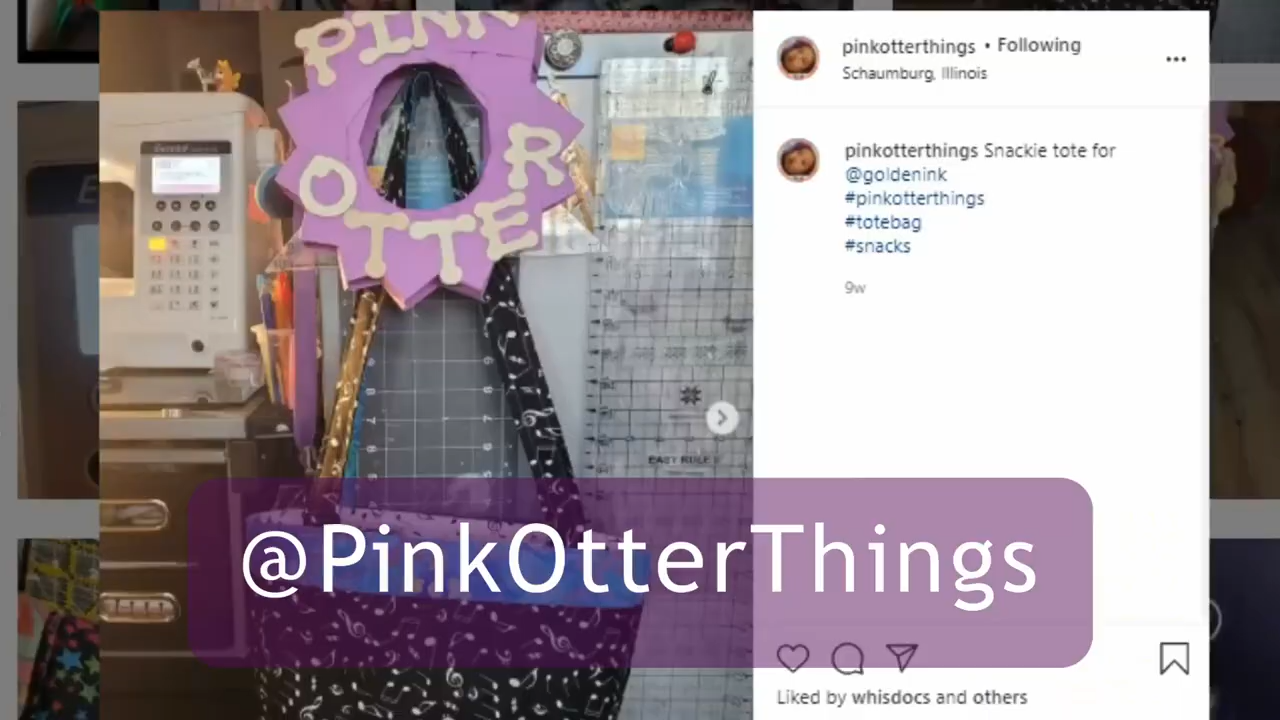 PINK
OTTER
pinkotterthings • Following
Schaumburg, Illinois
pinkotterthings Snackie tote for
@goldenink
#pinkotterthings
#totebag
#snacks
9w
EASY RULE II
@PinkOtterThings
Liked by whisdocs and others